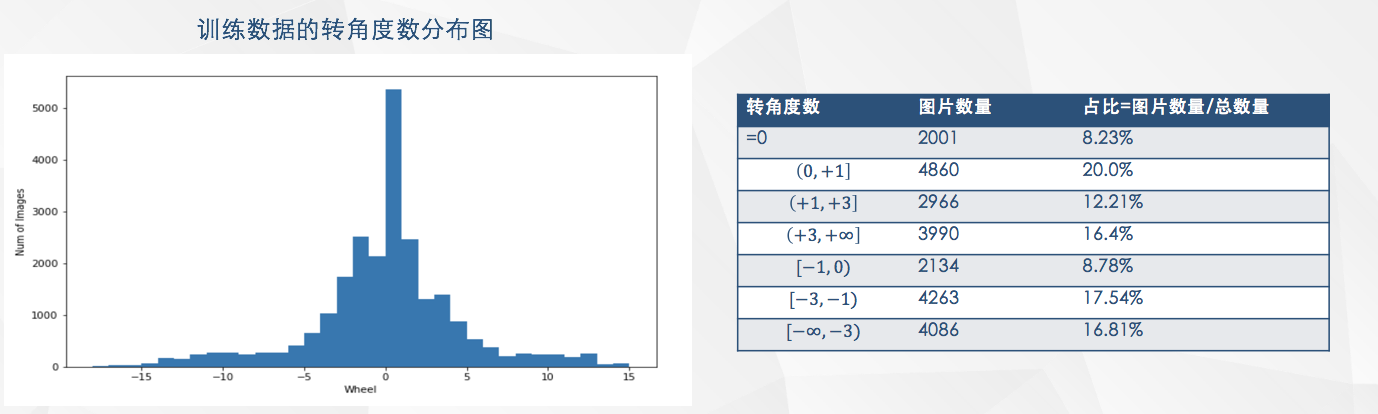 训练数据的转角度数分布图
5000
4000
3000
2000
1000
0
Num of Images
−15
−10
−5
0
5
10
15
Wheel
转角度数 图片数量 占比=图片数量/总数量
=0 2001 8.23%
(0,+1] 4860 20.0%
(+1,+3] 2966 12.21%
(+3,+∞] 3990 16.4%
[−1,0) 2134 8.78%
[−3,−1) 4263 17.54%
[−∞,−3) 4086 16.81%